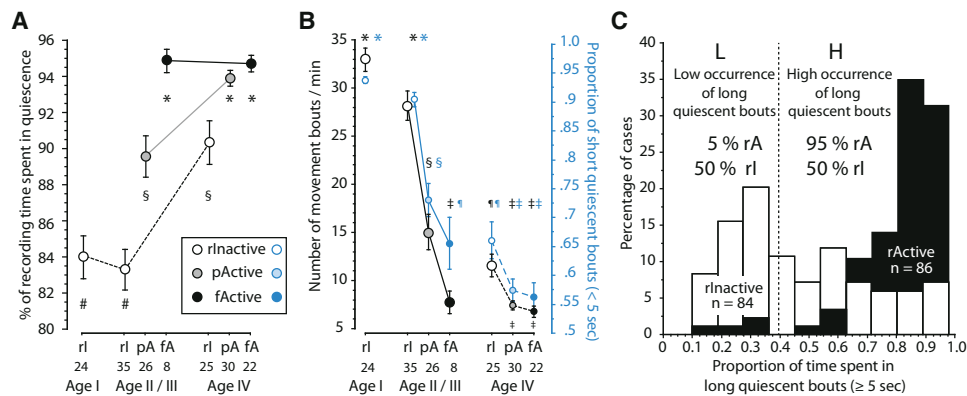 A
% of recording time spent in quiescence
96
94
92
90
88
86
84
82
80
*
*
*
§
§
#
#
rInactive
pActive
fActive
rI
pA
fA
rI
pA
fA
24
35
26
8
25
30
22
Age I
Age II / III
Age IV
B
Number of movement bouts / min
35
30
25
20
15
10
5
* *
* *
§ §
‡ ¶
¶¶
‡‡
‡‡
‡
‡
1.0
.95
.9
.85
.8
.75
.7
.65
.6
.55
.5
Proportion of short quiescent bouts (< 5 sec)
rI
rI
pA
fA
rI
pA
fA
24
35
26
8
25
30
22
Age I
Age II / III
Age IV
C
Percentage of cases
40
35
30
25
20
15
10
5
0
L
Low occurrence
of long
quiescent bouts
5 % rA
50 % rI
H
High occurrence
of long
quiescent bouts
95 % rA
50 % rI
rInactive
n = 84
rActive
n = 86
0 0.1 0.2 0.3 0.4 0.5 0.6 0.7 0.8 0.9 1.0
Proportion of time spent in
long quiescent bouts (≥ 5 sec)